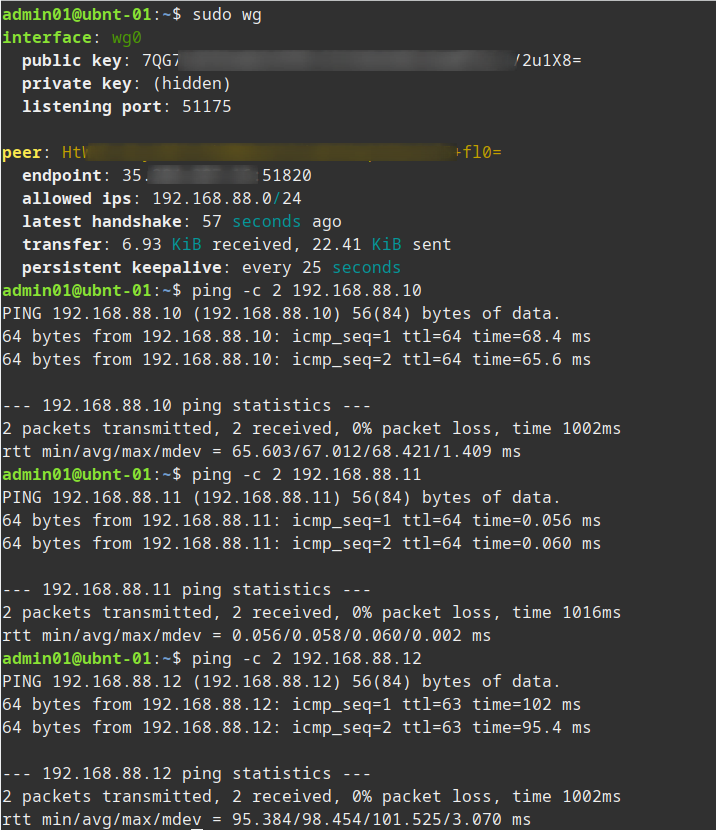 admin01@ubnt-01:~$ sudo wg
interface: wg0
public key: 7QG7 /2u1X8=
private key: (hidden)
listening port: 51175
peer: Ht +fl0=
endpoint: 35. :51820
allowed ips: 192.168.88.0/24
latest handshake: 57 seconds ago
transfer: 6.93 KiB received, 22.41 KiB sent
persistent keepalive: every 25 seconds
admin01@ubnt-01:~$ ping -c 2 192.168.88.10
PING 192.168.88.10 (192.168.88.10) 56(84) bytes of data.
64 bytes from 192.168.88.10: icmp_seq=1 ttl=64 time=68.4 ms
64 bytes from 192.168.88.10: icmp_seq=2 ttl=64 time=65.6 ms
--- 192.168.88.10 ping statistics ---
2 packets transmitted, 2 received, 0% packet loss, time 1002ms
rtt min/avg/max/mdev = 65.603/67.012/68.421/1.409 ms
admin01@ubnt-01:~$ ping -c 2 192.168.88.11
PING 192.168.88.11 (192.168.88.11) 56(84) bytes of data.
64 bytes from 192.168.88.11: icmp_seq=1 ttl=64 time=0.056 ms
64 bytes from 192.168.88.11: icmp_seq=2 ttl=64 time=0.060 ms
--- 192.168.88.11 ping statistics ---
2 packets transmitted, 2 received, 0% packet loss, time 1016ms
rtt min/avg/max/mdev = 0.056/0.058/0.060/0.002 ms
admin01@ubnt-01:~$ ping -c 2 192.168.88.12
PING 192.168.88.12 (192.168.88.12) 56(84) bytes of data.
64 bytes from 192.168.88.12: icmp_seq=1 ttl=63 time=102 ms
64 bytes from 192.168.88.12: icmp_seq=2 ttl=63 time=95.4 ms
--- 192.168.88.12 ping statistics ---
2 packets transmitted, 2 received, 0% packet loss, time 1002ms
rtt min/avg/max/mdev = 95.384/98.454/101.525/3.070 ms